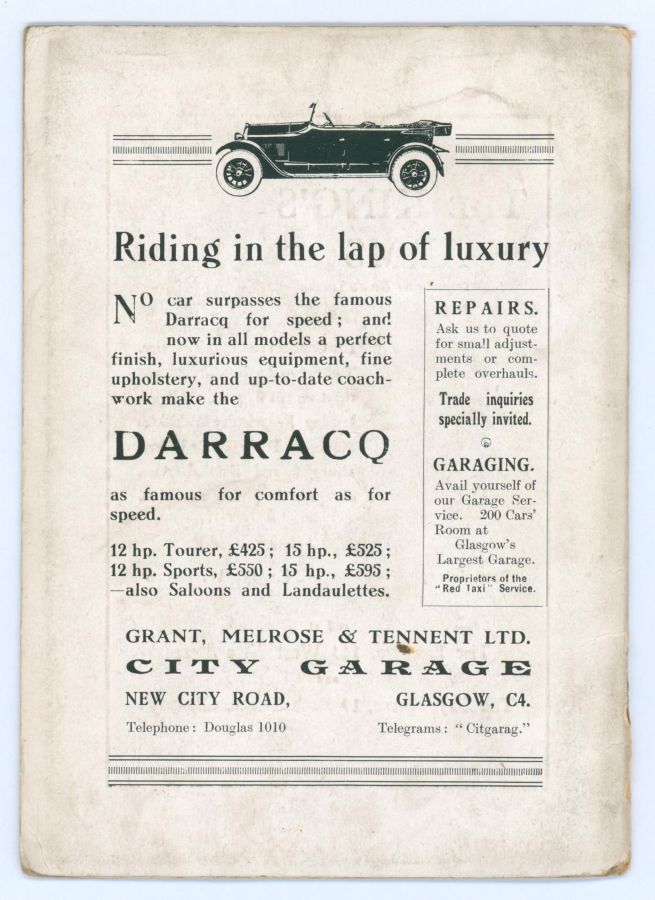 Riding in the lap of luxury
No car surpasses the famous
Darracq for speed; and
now in all models a perfect
finish, luxurious equipment, fine
upholstery, and up-to-date coach-
work make the
DARRACQ
as famous for comfort as for
speed.
12 hp. Tourer, £425; 15 hp., £525;
12 hp. Sports, £550; 15 hp., £595;
—also Saloons and Landaulettes.
REPAIRS.
Ask us to quote
for small adjust-
ments or com-
plete overhauls.
Trade inquiries
specially invited.
GARAGING.
Avail yourself of
our Garage Ser-
vice. 200 Cars'
Room at
Glasgow's
Largest Garage.
Proprietors of the
"Red Taxi" Service.
GRANT, MELROSE & TENNENT LTD.
CITY GARAGE
NEW CITY ROAD, GLASGOW, C4.
Telephone: Douglas 1010 Telegrams: "Citgarag."